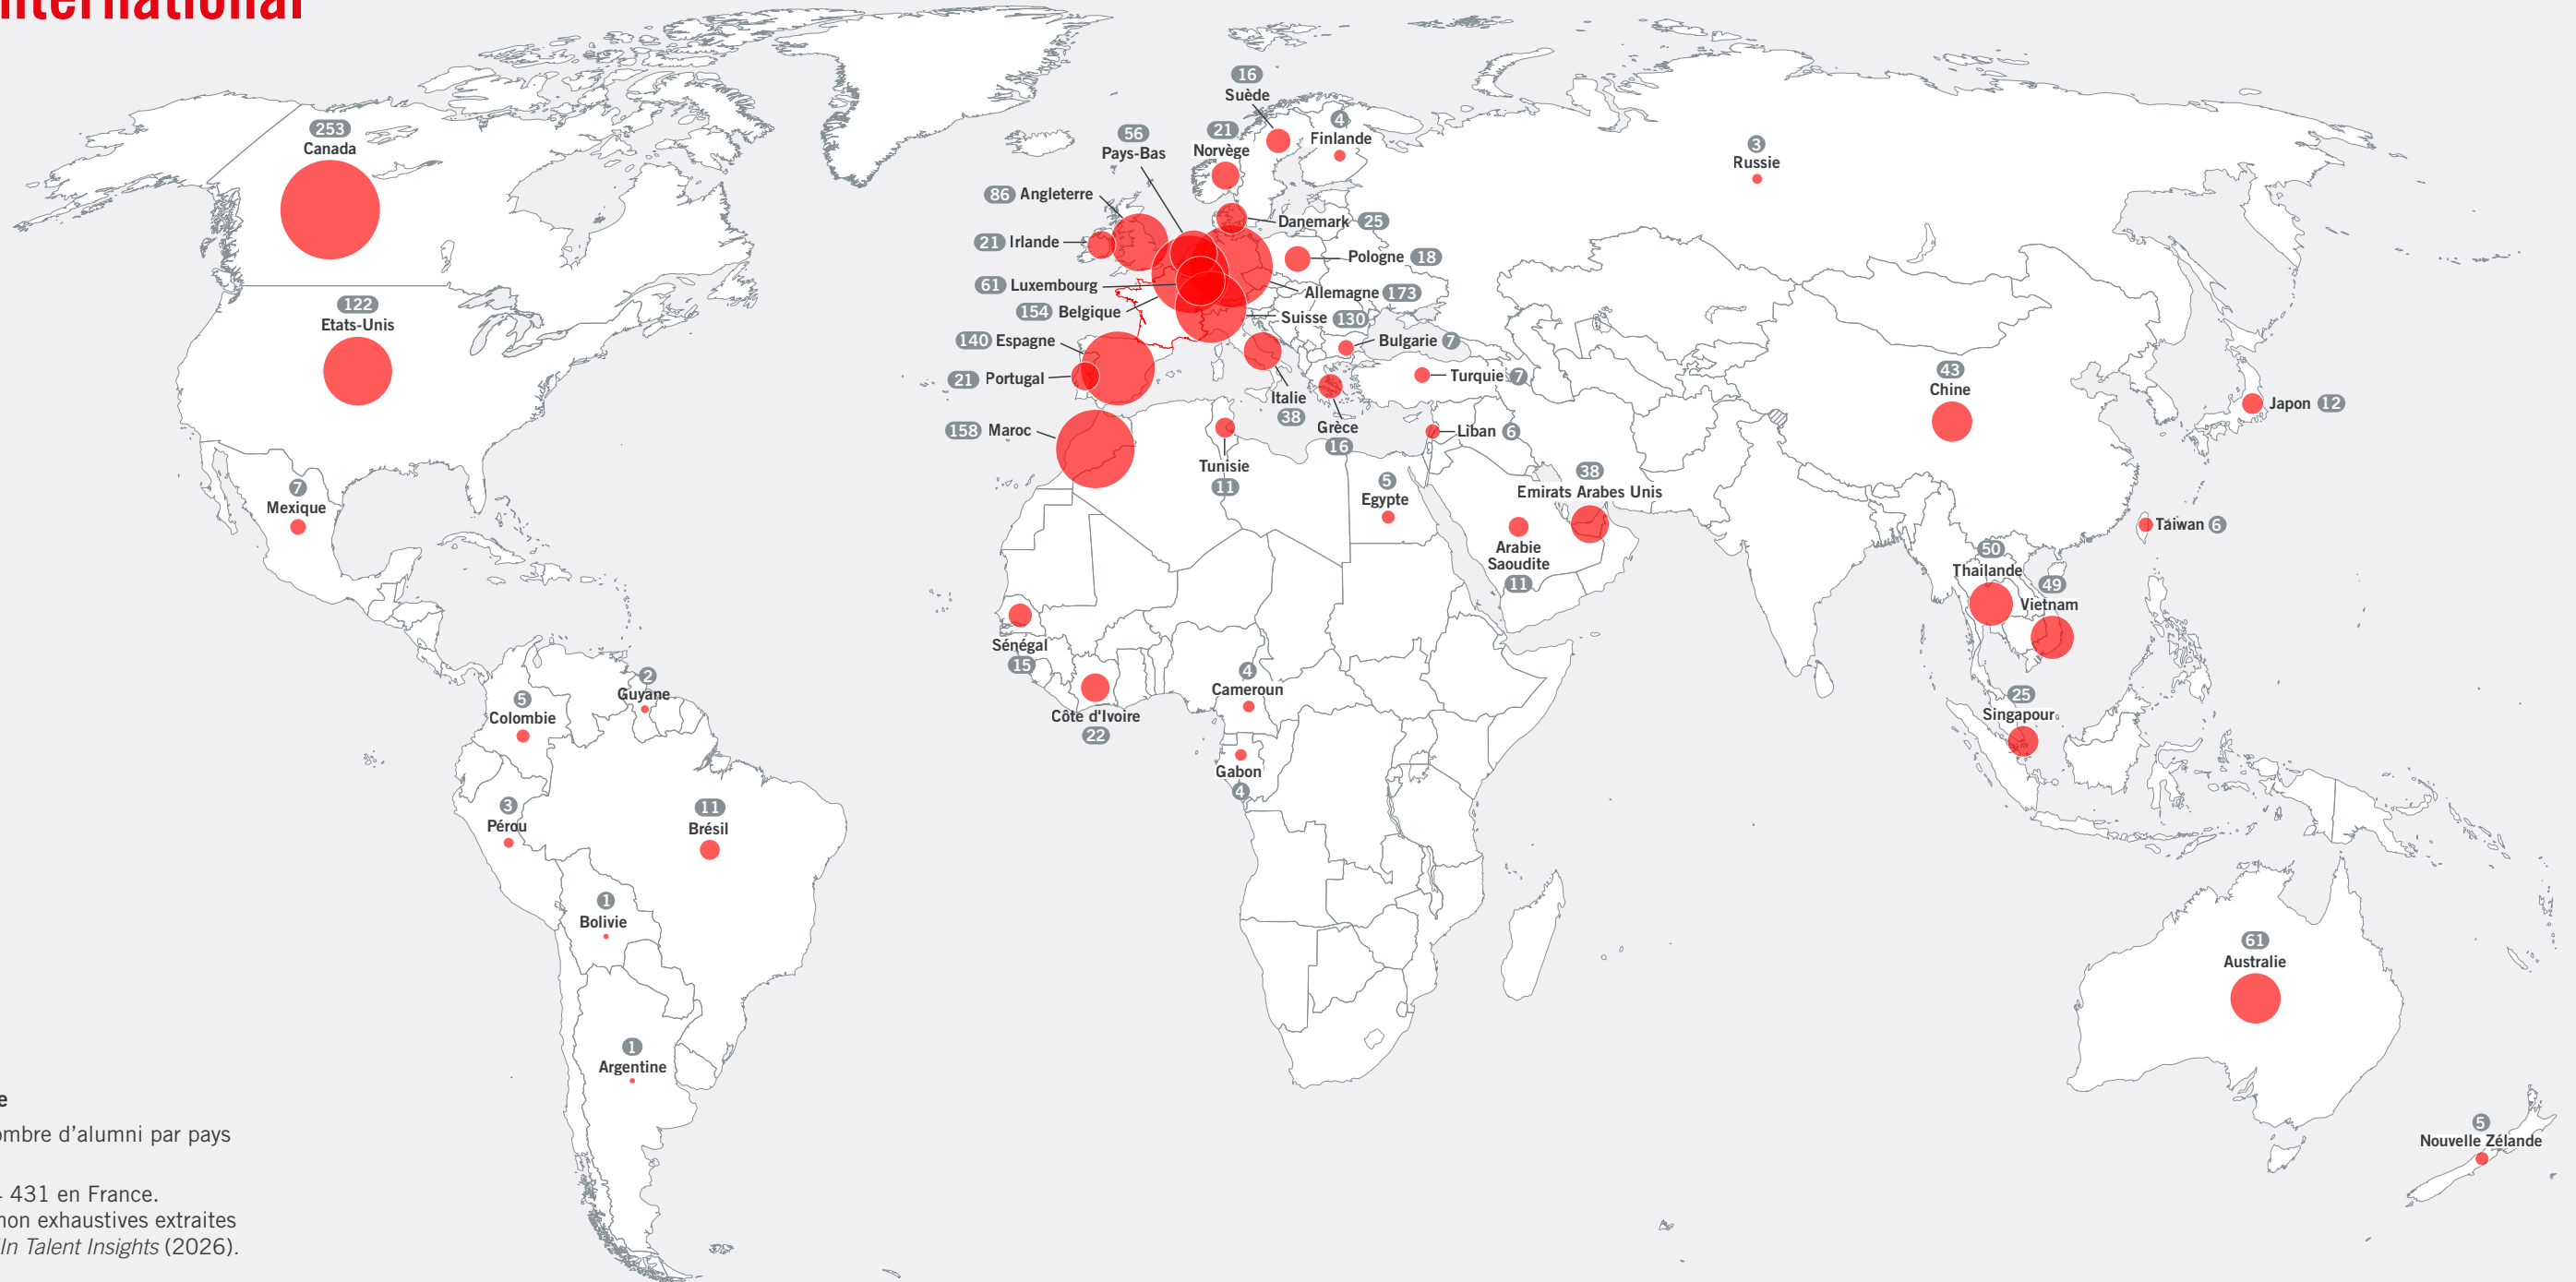 nternational
253
Canada
122
Etats-Unis
7
Mexique
5
Colombie
2
Guyane
3
Pérou
11
Brésil
1
Bolivie
1
Argentine
16
Suède
4
Finlande
21
Norvège
56
Pays-Bas
86 Angleterre
Danemark 25
21 Irlande
Pologne 18
61 Luxembourg
Allemagne 173
154 Belgique
Suisse 130
140 Espagne
Bulgarie 7
21 Portugal
Turquie 7
Italie
38
Grèce
16
158 Maroc
Liban 6
Tunisie
11
5
Egypte
38
Emirats Arabes Unis
Arabie
Saoudite
11
Sénégal
15
Côte d'Ivoire
22
4
Cameroun
Gabon
4
3
Russie
43
Chine
Japon 12
Taiwan 6
50
Thailande
49
Vietnam
25
Singapour
61
Australie
5
Nouvelle Zélande
e
ombre d’alumni par pays
431 en France.
non exhaustives extraites
In Talent Insights (2026).